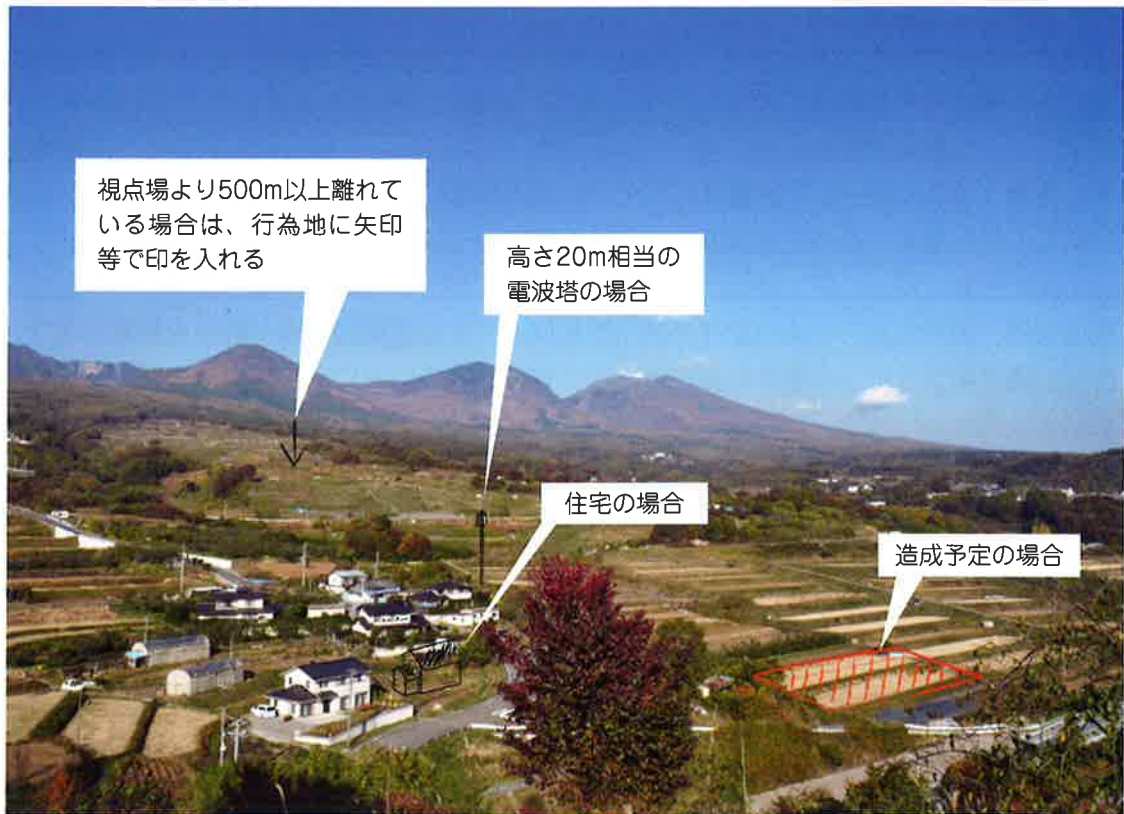 視点場より500m以上離れて
いる場合は、行為地に矢印
等で印を入れる
高さ20m相当の
電波塔の場合
住宅の場合
造成予定の場合